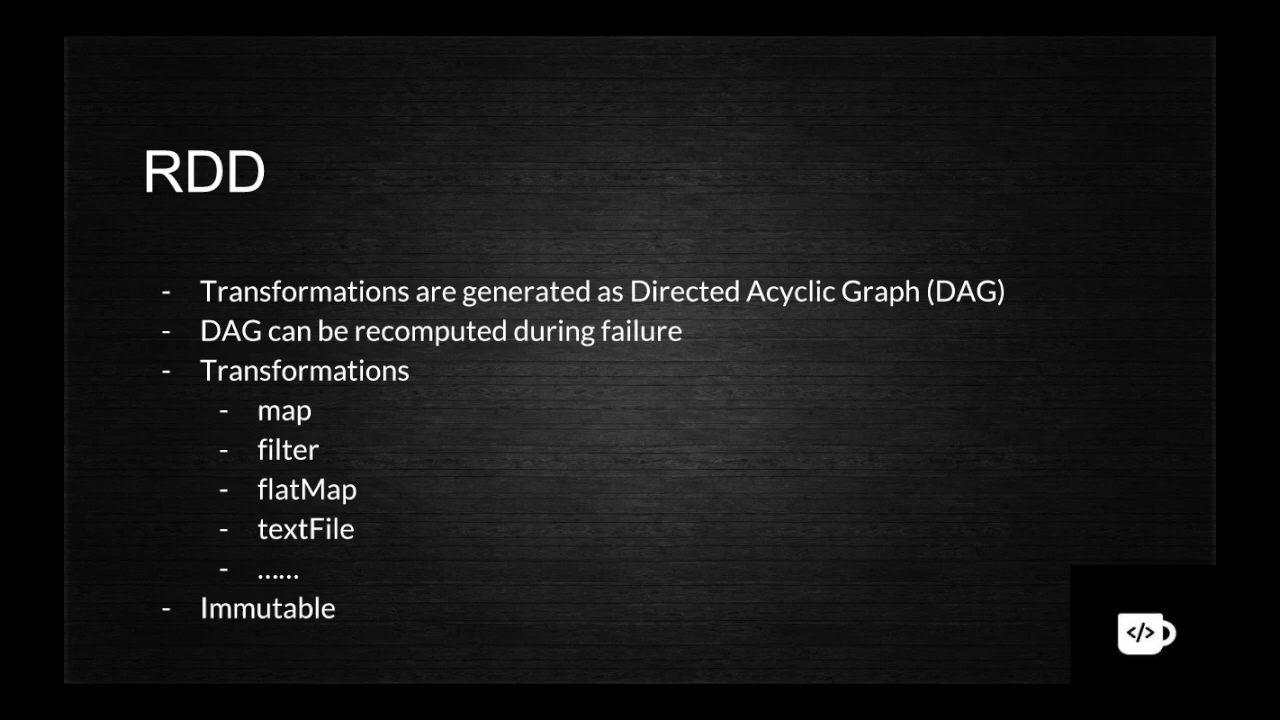 RDD
- Transformations are generated as Directed Acyclic Graph (DAG)
- DAG can be recomputed during failure
- Transformations
- map
- filter
- flatMap
- textFile
- ......
- Immutable
</>